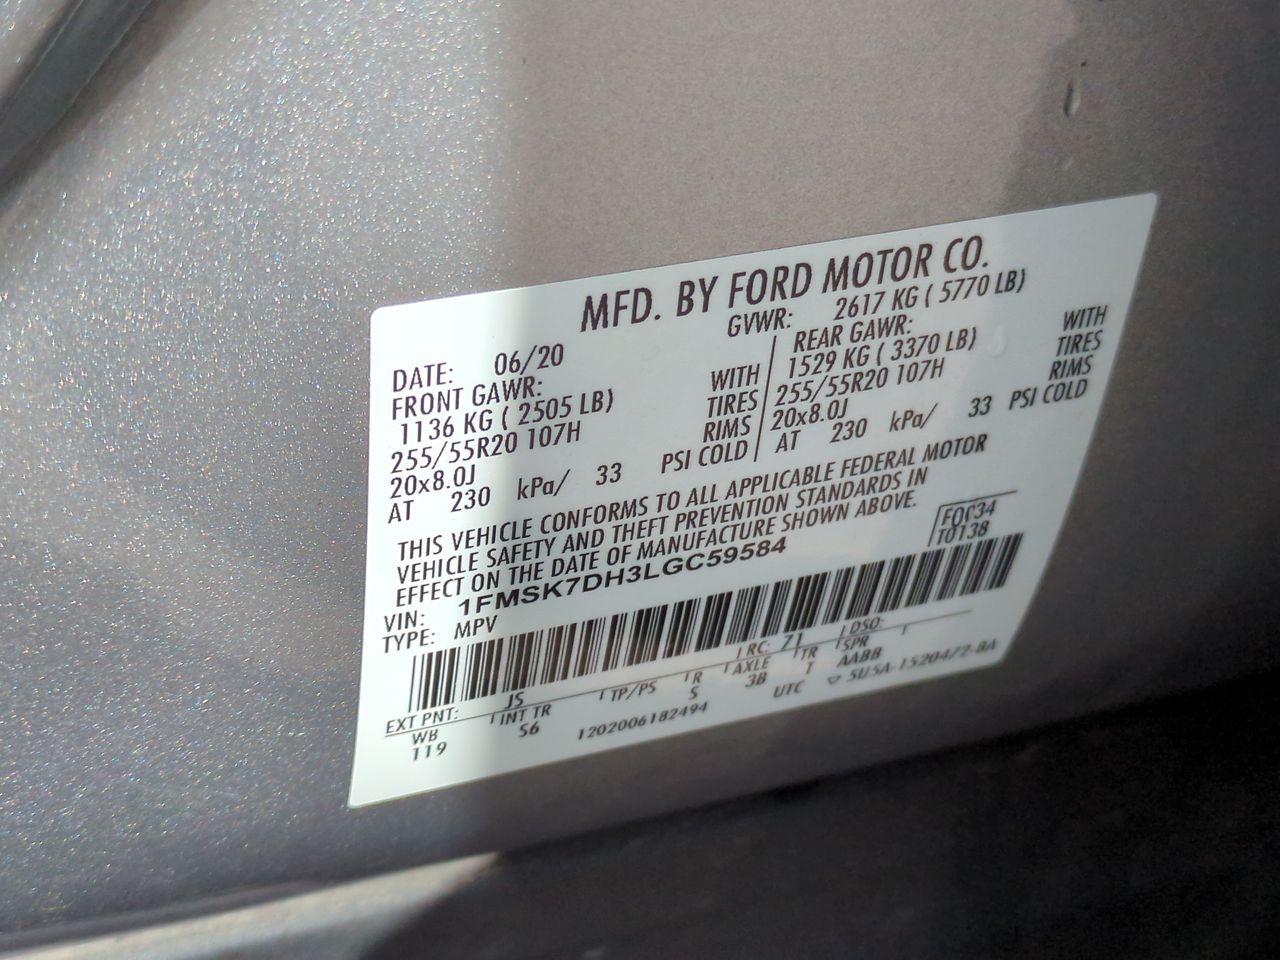 MFD. BY FORD MOTOR CO.
DATE: 06/20 GVWR: 2617 KG ( 5770 LB)
FRONT GAWR: REAR GAWR:
1136 KG ( 2505 LB) WITH 1529 KG ( 3370 LB) WITH
255/55R20 107H TIRES 255/55R20 107H TIRES
20x8.0J RIMS 20x8.0J RIMS
AT 230 kPa/ 33 PSI COLD AT 230 kPa/ 33 PSI COLD
THIS VEHICLE CONFORMS TO ALL APPLICABLE FEDERAL MOTOR
VEHICLE SAFETY AND THEFT PREVENTION STANDARDS IN
EFFECT ON THE DATE OF MANUFACTURE SHOWN ABOVE.
T0138
VIN: 1FMSK7DH3LGC59584
TYPE: MPV
EXT PNT: JS RC: 71 DSO:
WB INT TR TP/PS R AXLE TR SPR
119 S6 S 3B T AABB
1202006182494 UTC ▽ 5U5A-1520472-BA